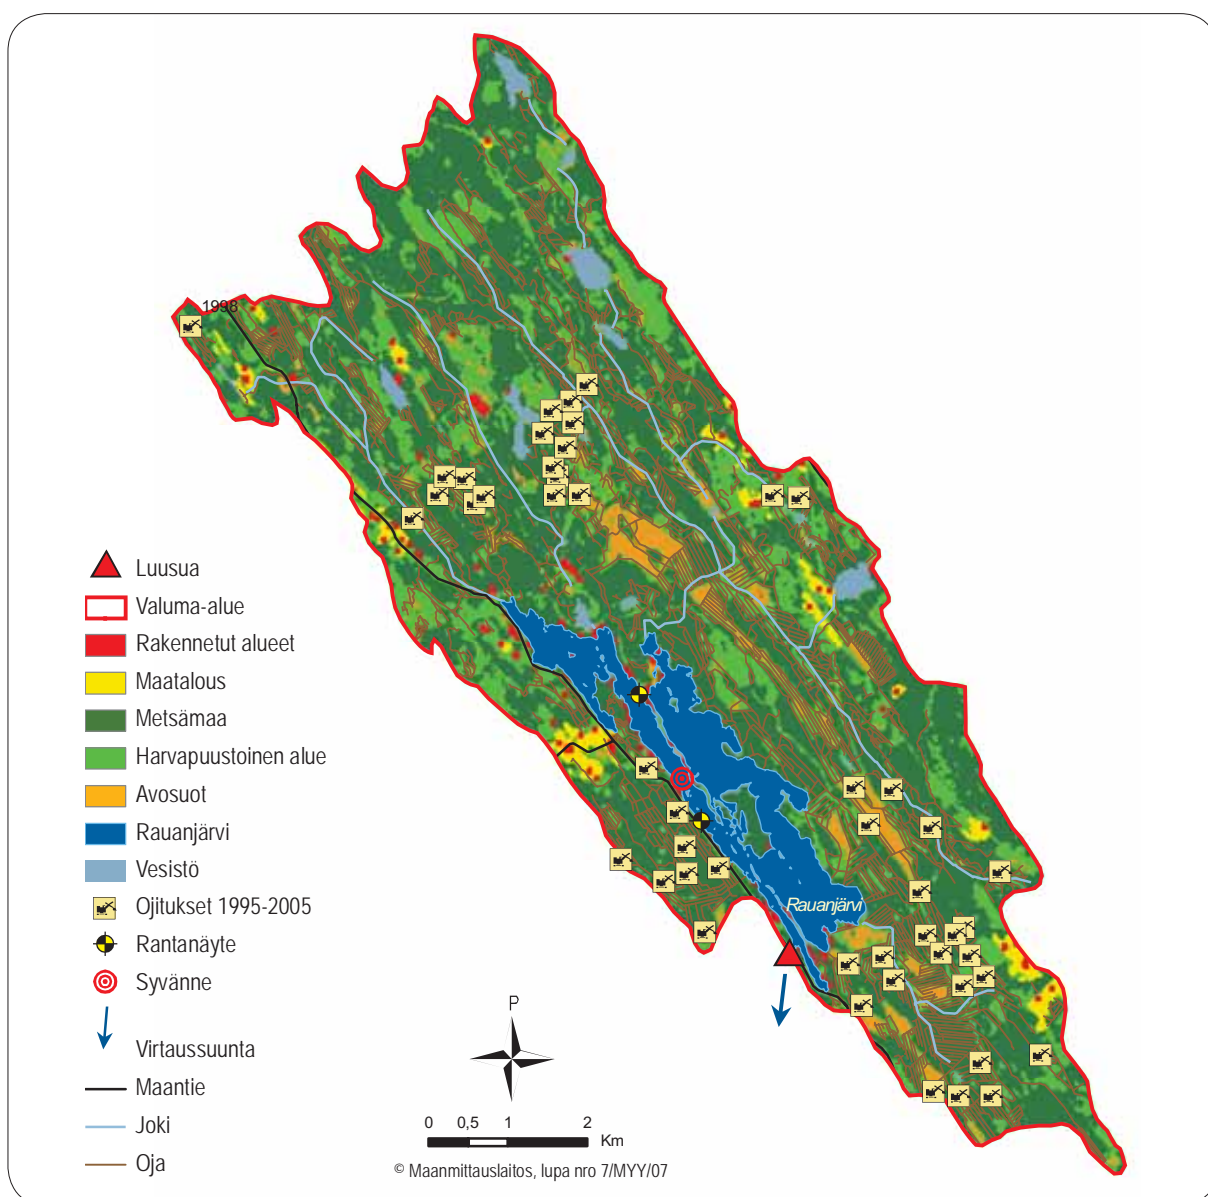 1998
Rauanjärvi
Luusua
Valuma-alue
Rakennetut alueet
Maatalous
Metsämaa
Harvapuustoinen alue
Avosuot
Rauanjärvi
Vesistö
Ojitukset 1995-2005
Rantanäyte
Syvänne
Virtaussuunta
Maantie
Joki
Oja
P
0 0,5 1 2
Km
© Maanmittauslaitos, lupa nro 7/MYY/07